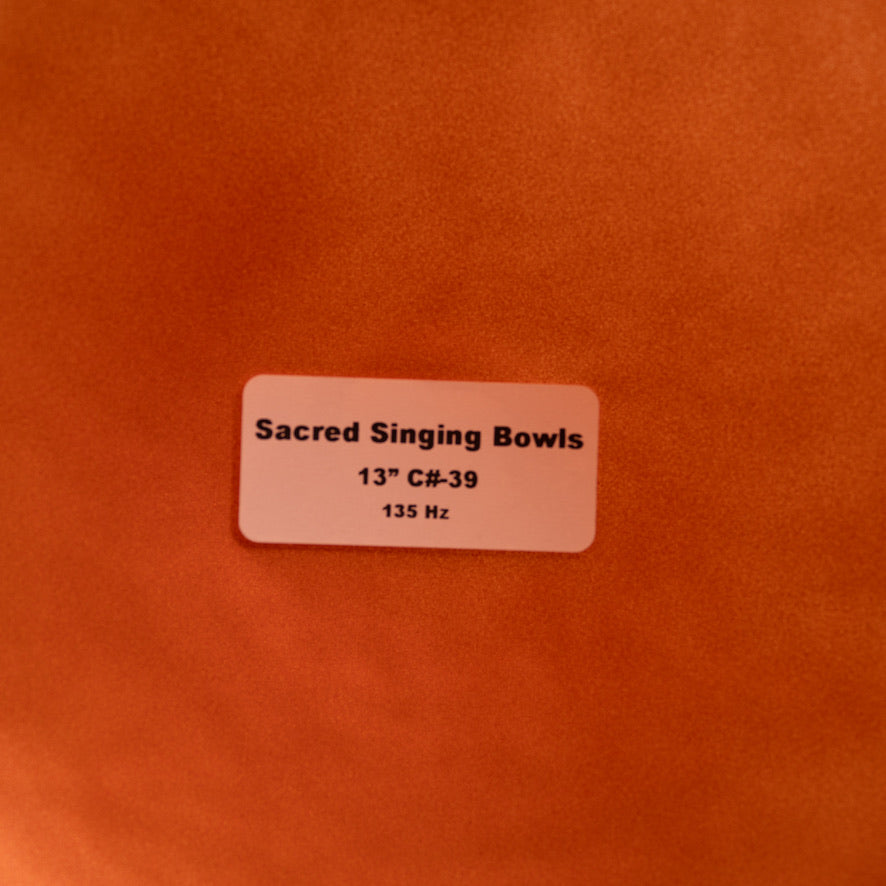 Sacred Singing Bowls
13” C#-39
135 Hz